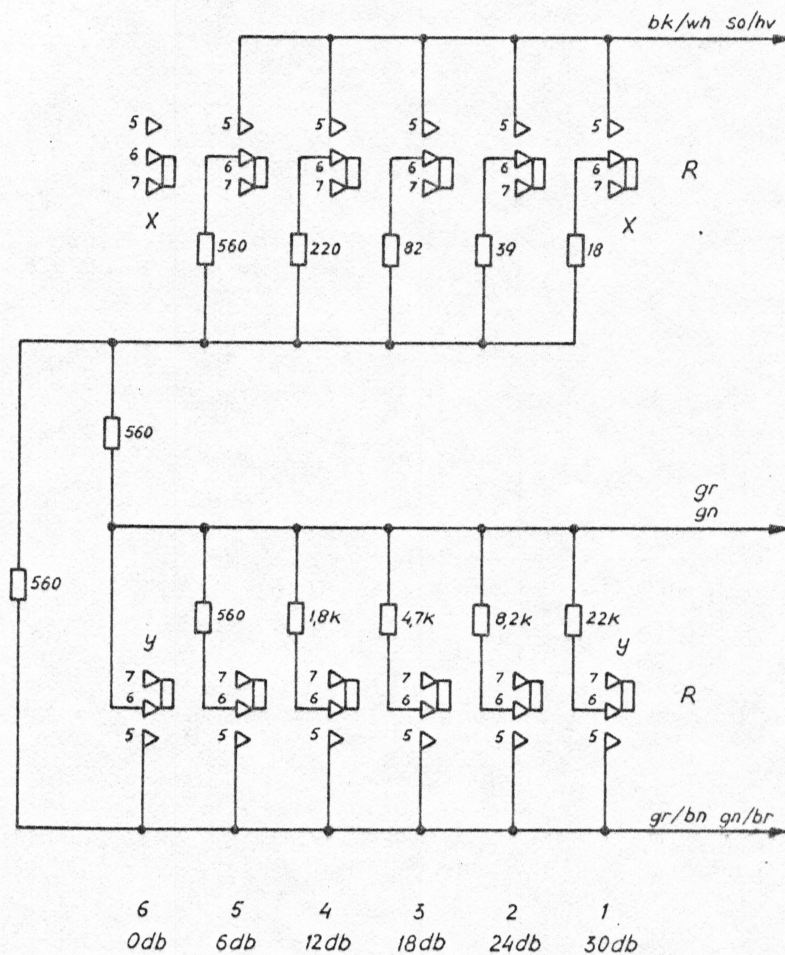 bk/wh so/hv
5 5 5 5 5 5
6 6 6 6 6 6
R
7 7 7 7 7 7
X X
560 220 82 39 18
560
gr
gn
560
560 1,8k 4,7k 8,2k 22k
y y
7 7 7 7 7 7
6 6 6 6 6 6
R
5 5 5 5 5 5
gr/bn gn/br
6 5 4 3 2 1
0db 6db 12db 18db 24db 30db